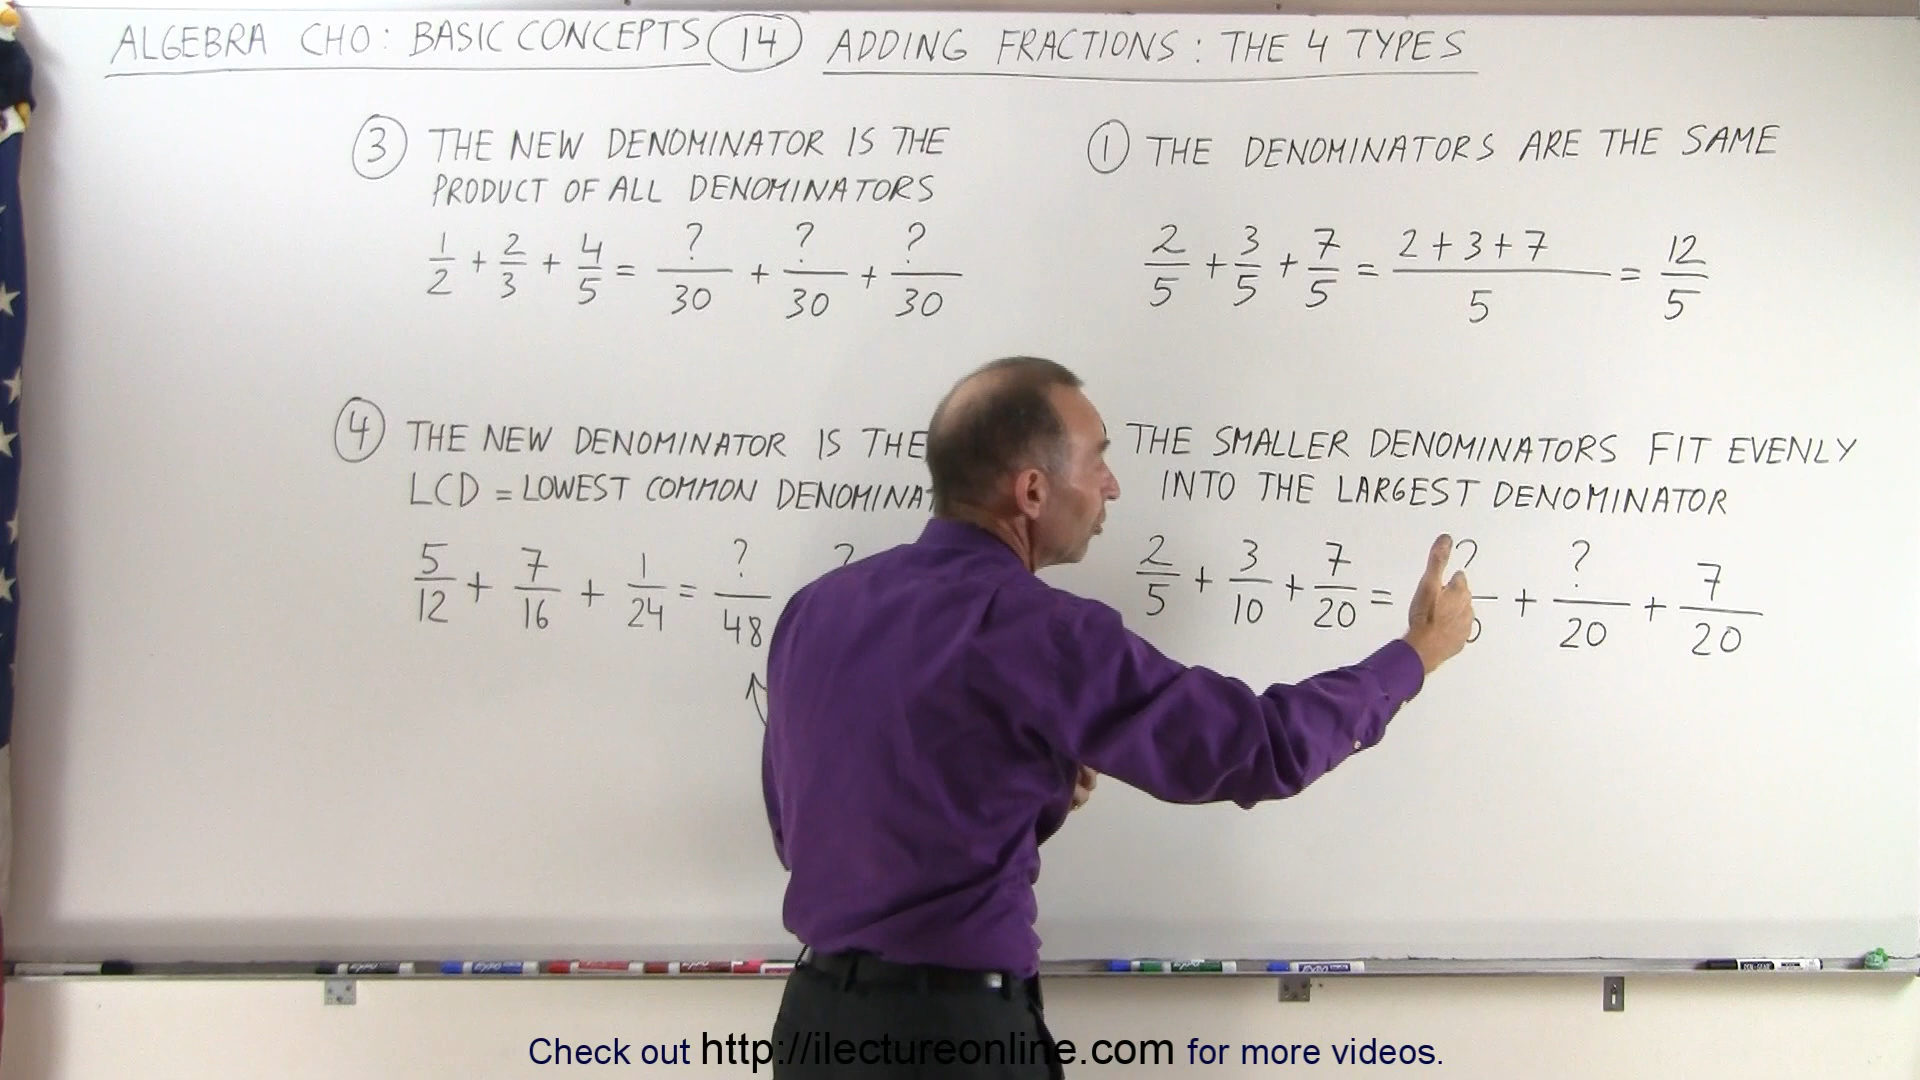 ALGEBRA CHO: BASIC CONCEPTS 14 ADDING FRACTIONS: THE 4 TYPES
3 THE NEW DENOMINATOR IS THE
PRODUCT OF ALL DENOMINATORS
1/2 + 2/3 + 4/5 = ?/30 + ?/30 + ?/30
1 THE DENOMINATORS ARE THE SAME
2/5 + 3/5 + 7/5 = 2+3+7/5 = 12/5
4 THE NEW DENOMINATOR IS THE
LCD = LOWEST COMMON
5/12 + 7/16 + 1/24 = ?/48 ?
THE SMALLER DENOMINATORS FIT EVENLY
INTO THE LARGEST DENOMINATOR
2/5 + 3/10 + 7/20 = ? + ?/20 + 7/20
Check out http://ilectureonline.com for more videos.